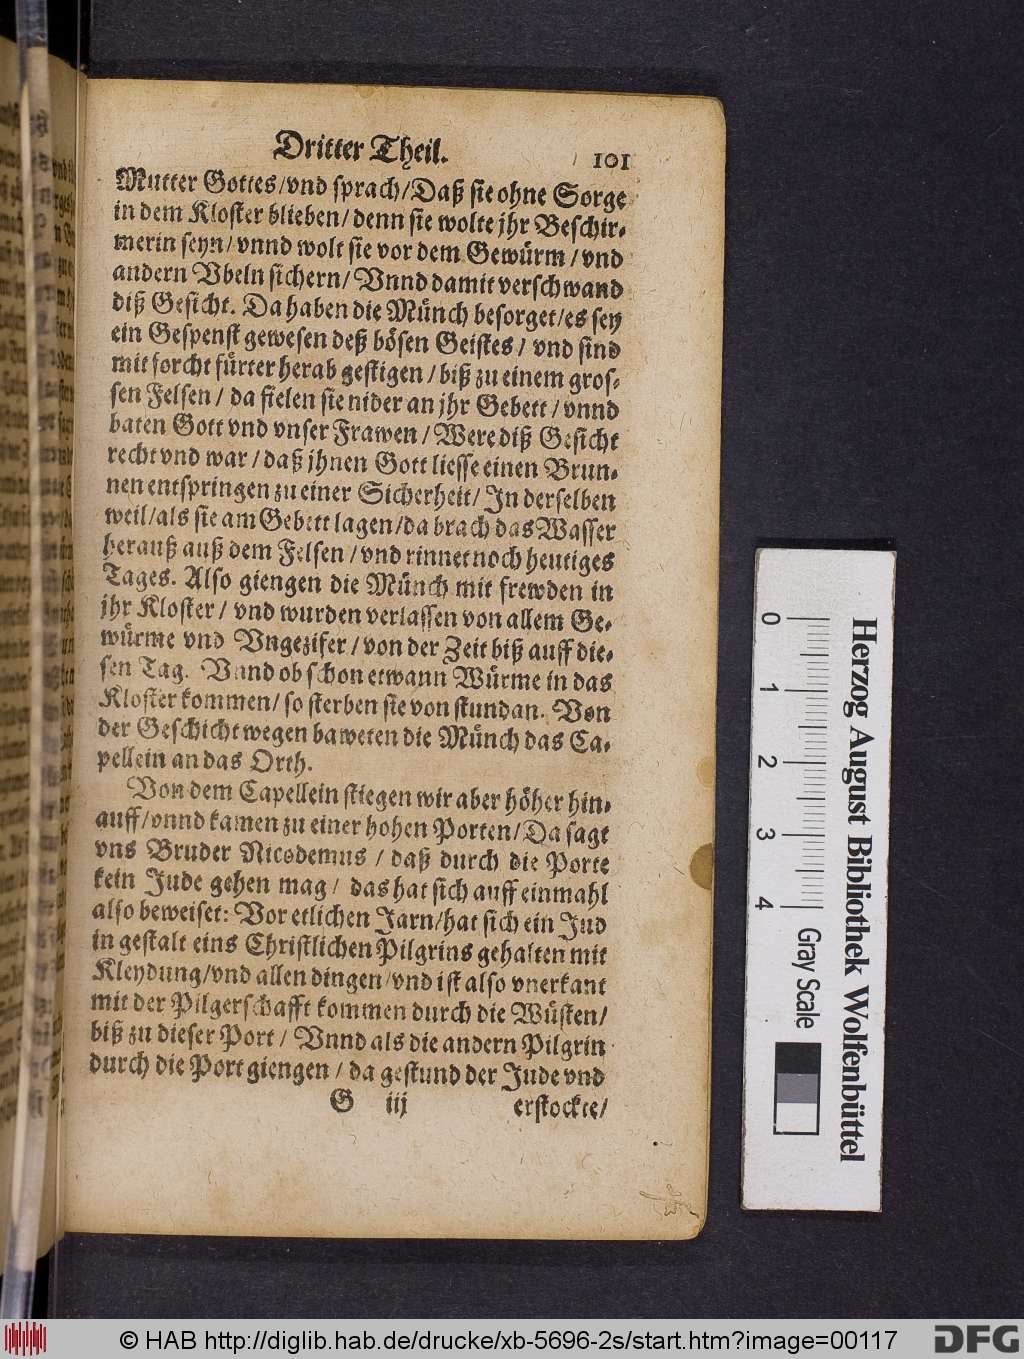 Dritter Theil. 101
Mutter Gottes/vnd sprach/Daß sie ohne Sorge
in dem Kloster blieben/denn sie wolte jhr Beschir-
merin seyn/vnnd wolt sie vor dem Gewürm/vnd
andern Vbeln sichern/Vnnd damit verschwand
diß Gesicht. Da haben die Münch besorget/es sey
ein Gespenst gewesen deß bösen Geistes/vnd sind
mit forcht fürter herab gestigen/biß zu einem gros-
sen Felsen/da fielen sie nider an jhr Gebett/vnnd
baten Gott vnd vnser Frawen/Were diß Gesicht
recht vnd war/daß jhnen Gott liesse einen Brun-
nen entspringen zu einer Sicherheit/In derselben
weil/als sie am Gebett lagen/da brach das Wasser
herauß auß dem Felsen/vnd rinnet noch heutiges
Tages. Also giengen die Münch mit frewden in
jhr Kloster/vnd wurden verlassen von allem Ge-
würme vnd Vngezifer/von der Zeit biß auff die-
sen Tag. Vnnd ob schon etwann Würme in das
Kloster kommen/so sterben sie von stundan. Von
der Geschicht wegen baweten die Münch das Ca-
pellein an das Orth.
Von dem Capellein stiegen wir aber höher hin-
auff/vnnd kamen zu einer hohen Porten/Da sagt
vns Bruder Nicodemus/daß durch die Porte
kein Jude gehen mag/das hat sich auff einmahl
also beweiset: Vor etlichen Jarn/hat sich ein Jud
in gestalt eins Christlichen Pilgrins gehalten mit
Kleydung/vnd allen dingen/vnd ist also vnerkant
mit der Pilgerschafft kommen durch die Wüsten/
biß zu dieser Port/Vnnd als die andern Pilgrin
durch die Port giengen/da gestund der Jude vnd
G iij erstockte/
0 1 2 3 4
Herzog August Bibliothek Wolfenbüttel
Gray Scale
© HAB http://diglib.hab.de/drucke/xb-5696-2s/start.htm?image=00117
DFG